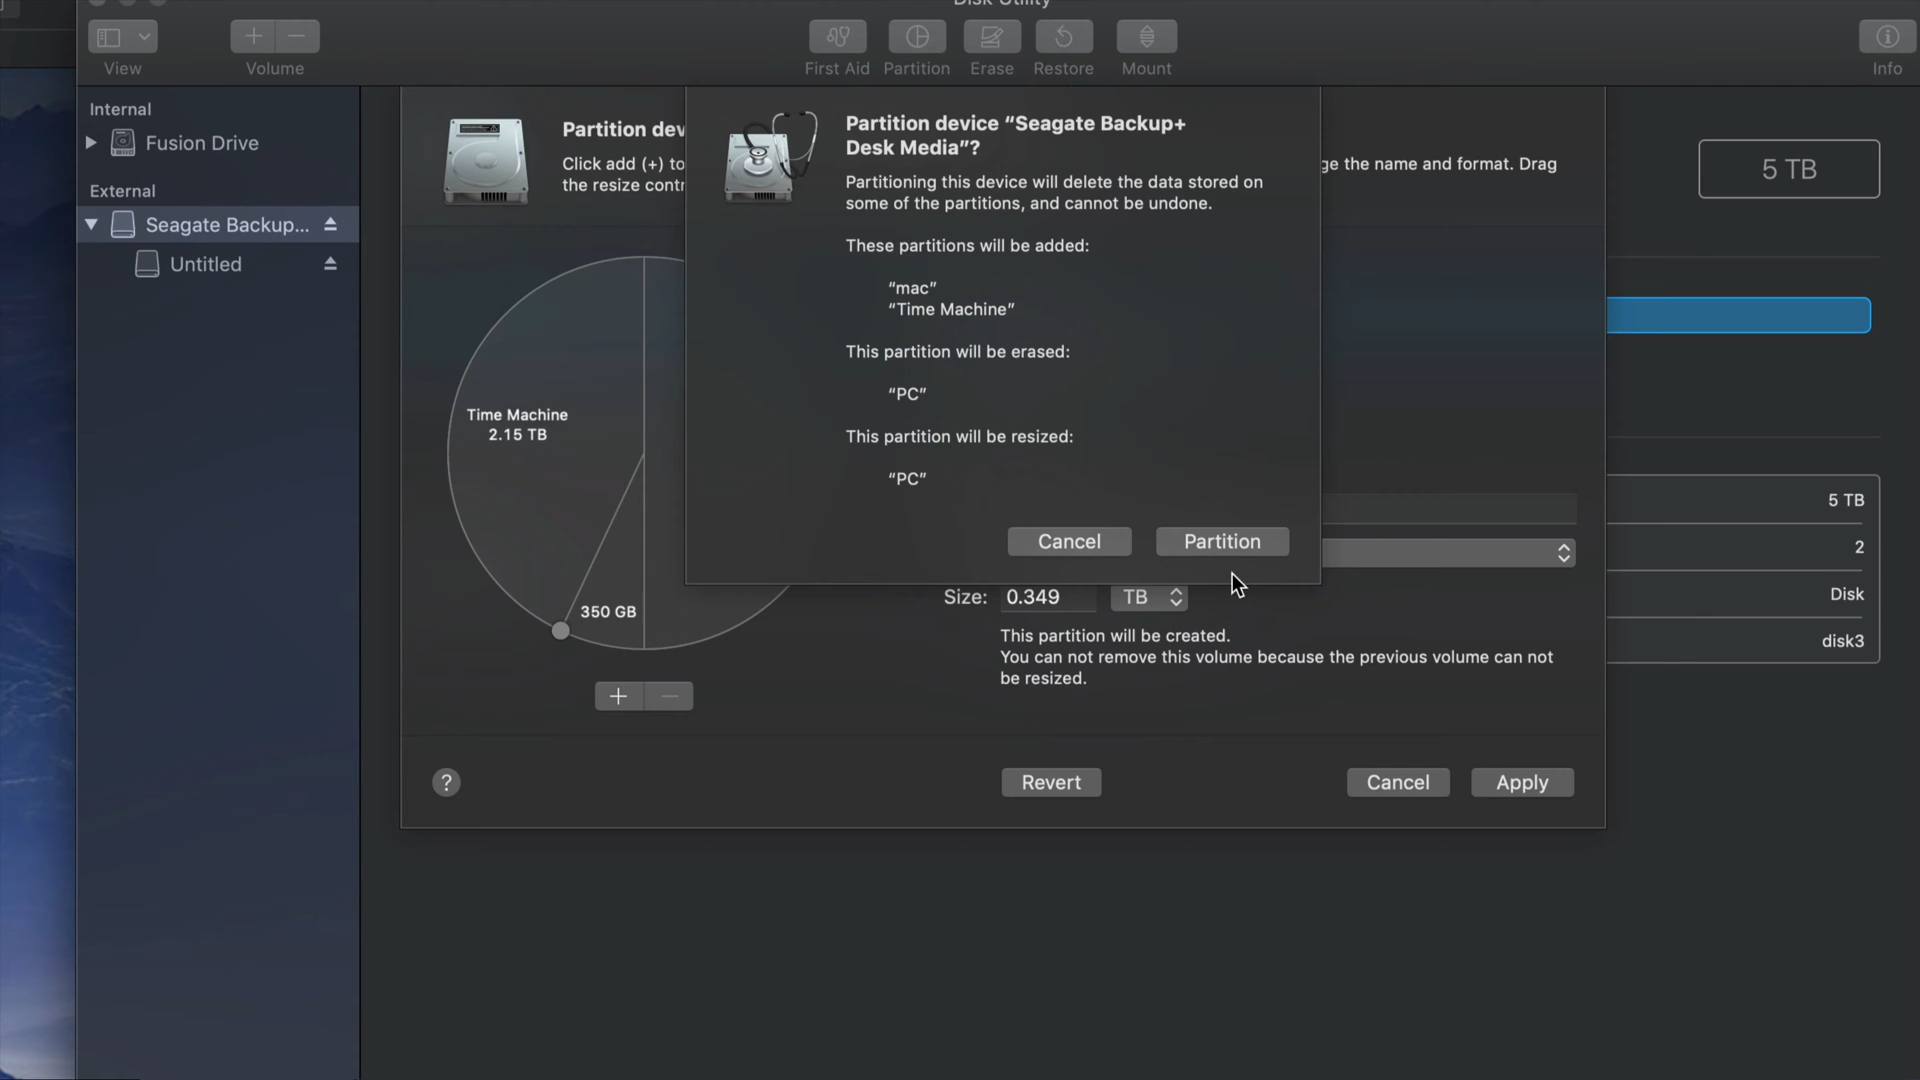 Disk Utility
View
Volume
First Aid
Partition
Erase
Restore
Mount
Info
Internal
Fusion Drive
External
Seagate Backup...
Untitled
Partition dev
Click add (+) to
the resize contr
ge the name and format. Drag
5 TB
Partition device “Seagate Backup+
Desk Media”?
Partitioning this device will delete the data stored on
some of the partitions, and cannot be undone.
These partitions will be added:
“mac”
“Time Machine”
This partition will be erased:
“PC”
This partition will be resized:
“PC”
Cancel
Partition
Time Machine
2.15 TB
350 GB
Size:
0.349
TB
This partition will be created.
You can not remove this volume because the previous volume can not
be resized.
5 TB
2
Disk
disk3
?
Revert
Cancel
Apply